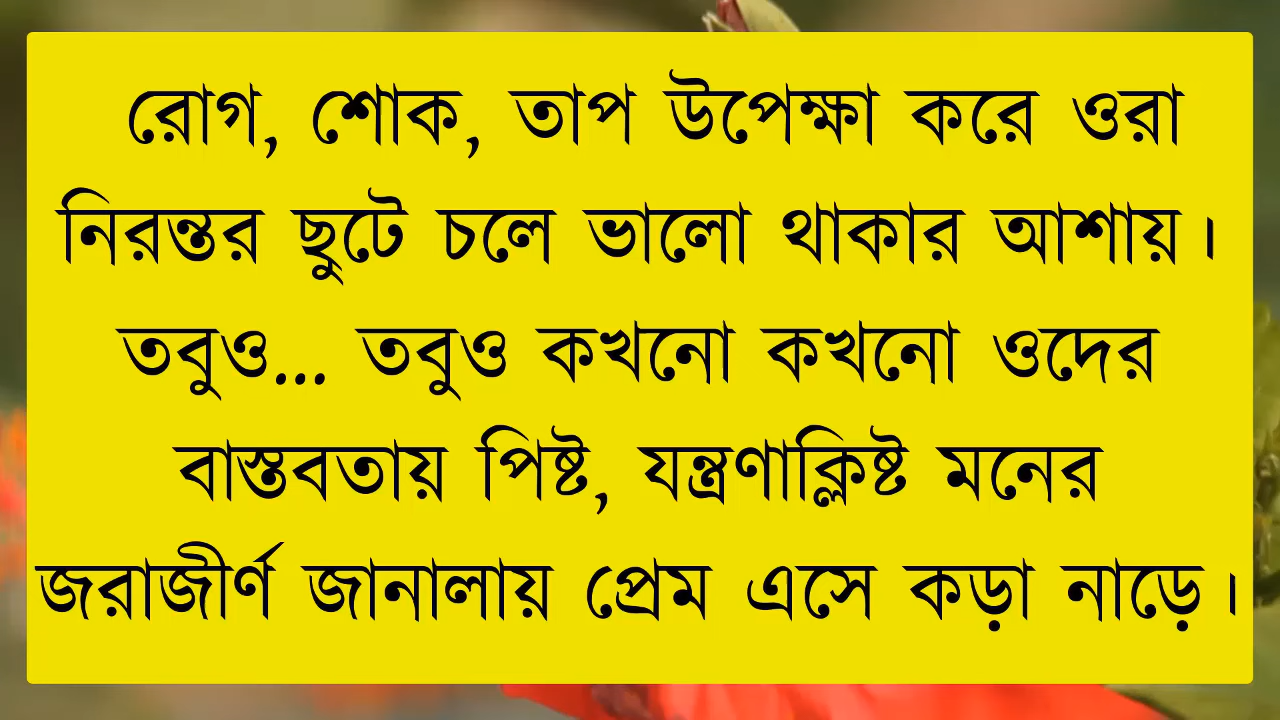 রোগ, শোক, তাপ উপেক্ষা করে ওরা
নিরন্তর ছুটে চলে ভালো থাকার আশায়।
তবুও... তবুও কখনো কখনো ওদের
বাস্তবতায় পিষ্ট, যন্ত্রণাক্লিষ্ট মনের
জরাজীর্ণ জানালায় প্রেম এসে কড়া নাড়ে।